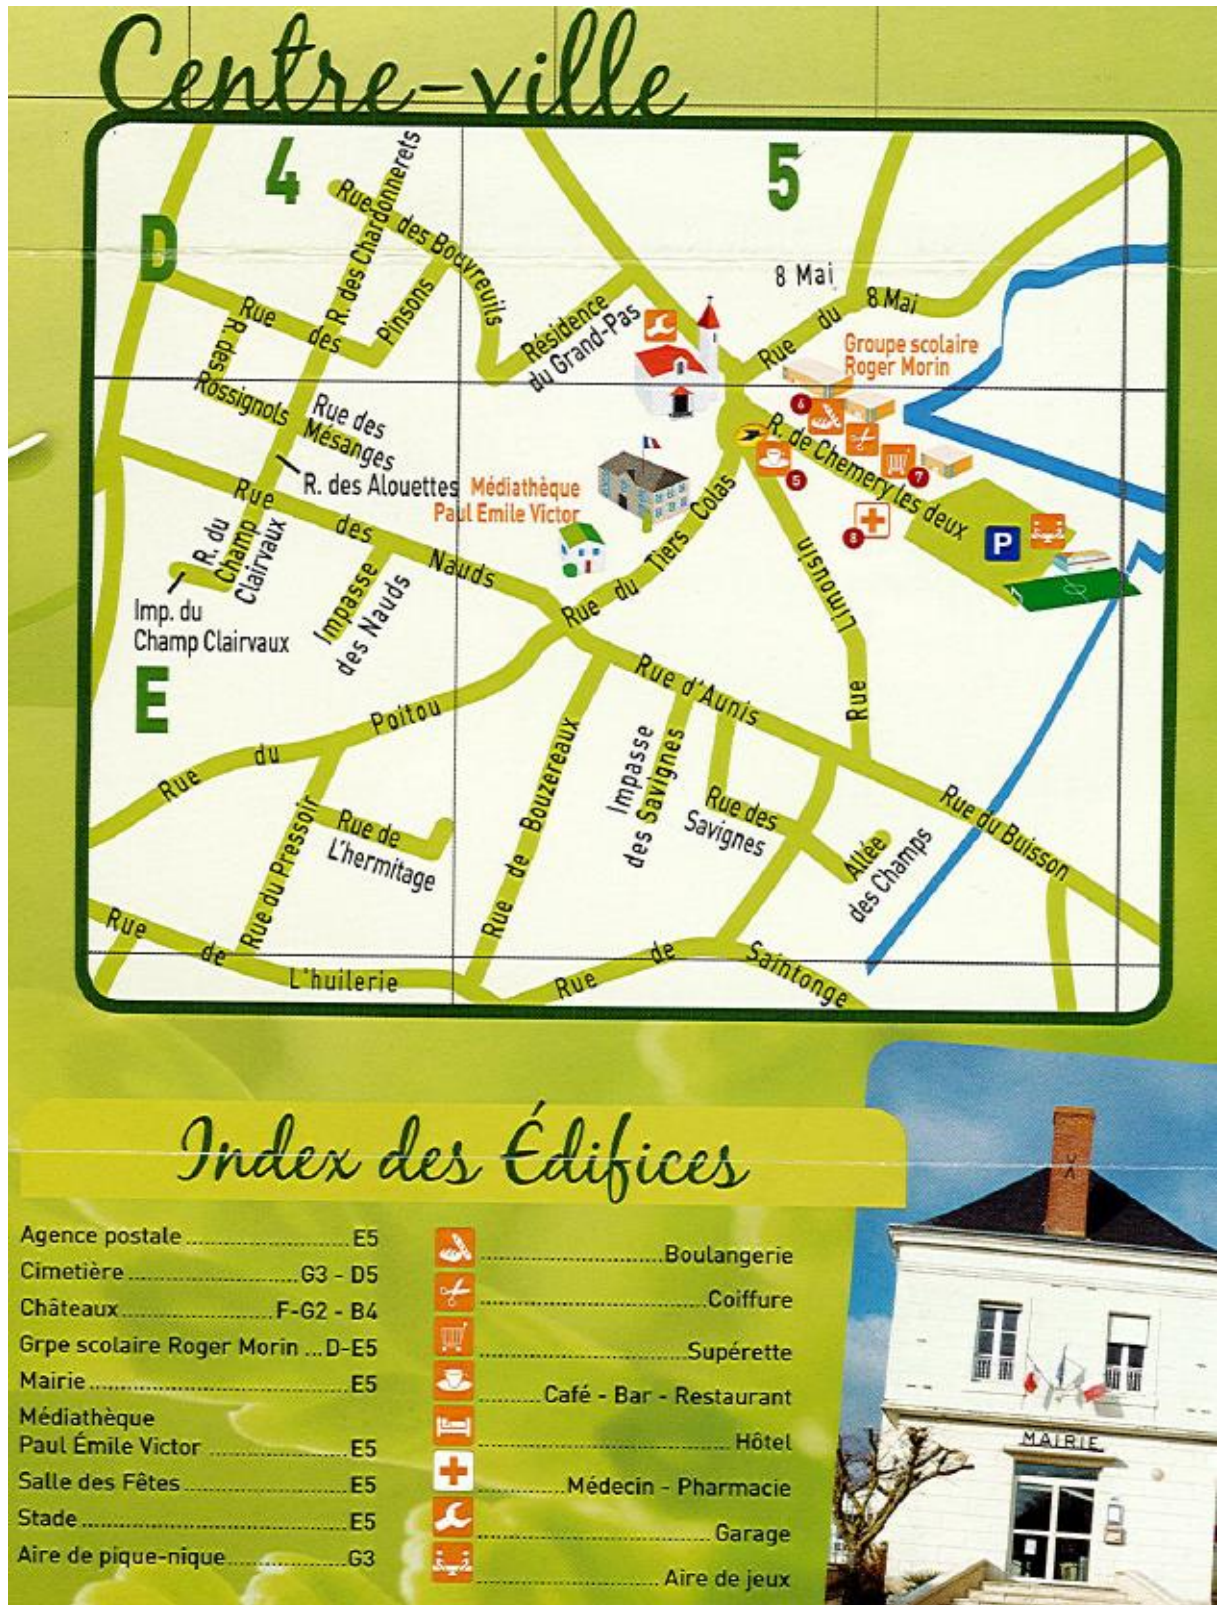 Centre-ville
4
5
D
E
Rue des Bouvreuils
R. des Chardonnerets
Pinsons
Rue des
R. des
Rossignols
Rue des
Mésanges
R. des Alouettes
Résidence
du Grand-Pas
8 Mai
Rue du 8 Mai
Groupe scolaire
Roger Morin
6
R. de Chemery les deux
5
7
8
P
Médiathèque
Paul Emile Victor
Rue des Nauds
R. du
Champ
Clairvaux
Imp. du
Champ Clairvaux
Impasse
des Nauds
Rue du Tiers Colas
Rue Limousin
Rue d'Aunis
Rue du Poitou
Impasse
des Savignes
Rue des
Savignes
Rue de Bouzereaux
Rue du Pressoir
Rue de
L'hermitage
Allée
des Champs
Rue du Buisson
Rue de L'huilerie
Rue de Saintonge
Index des Édifices
Agence postale ... E5
Cimetière ... G3 - D5
Châteaux ... F-G2 - B4
Grpe scolaire Roger Morin ... D-E5
Mairie ... E5
Médiathèque
Paul Émile Victor ... E5
Salle des Fêtes ... E5
Stade ... E5
Aire de pique-nique ... G3
Boulangerie
Coiffure
Supérette
Café - Bar - Restaurant
Hôtel
Médecin - Pharmacie
Garage
Aire de jeux
MAIRIE